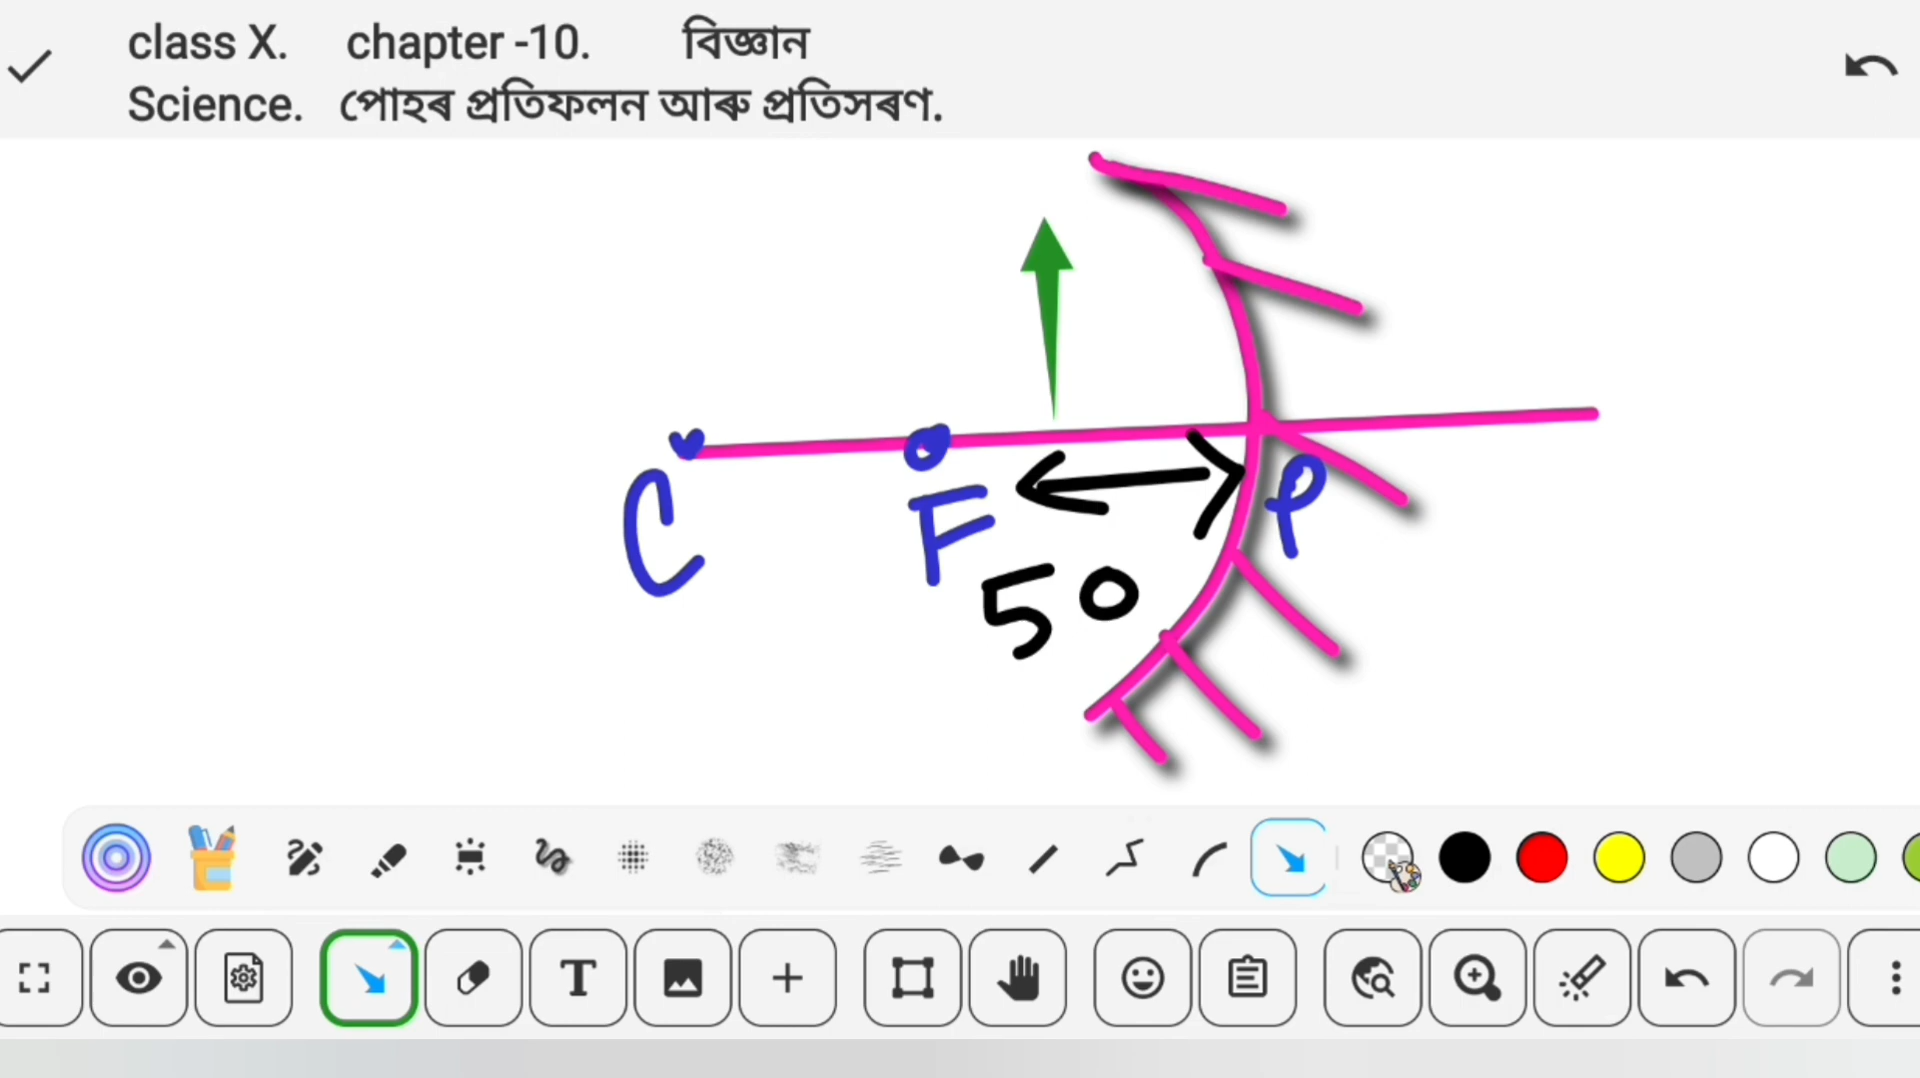 class X. chapter -10. বিজ্ঞান
Science. পোহৰ প্ৰতিফলন আৰু প্ৰতিসৰণ.
C
F
P
50
T